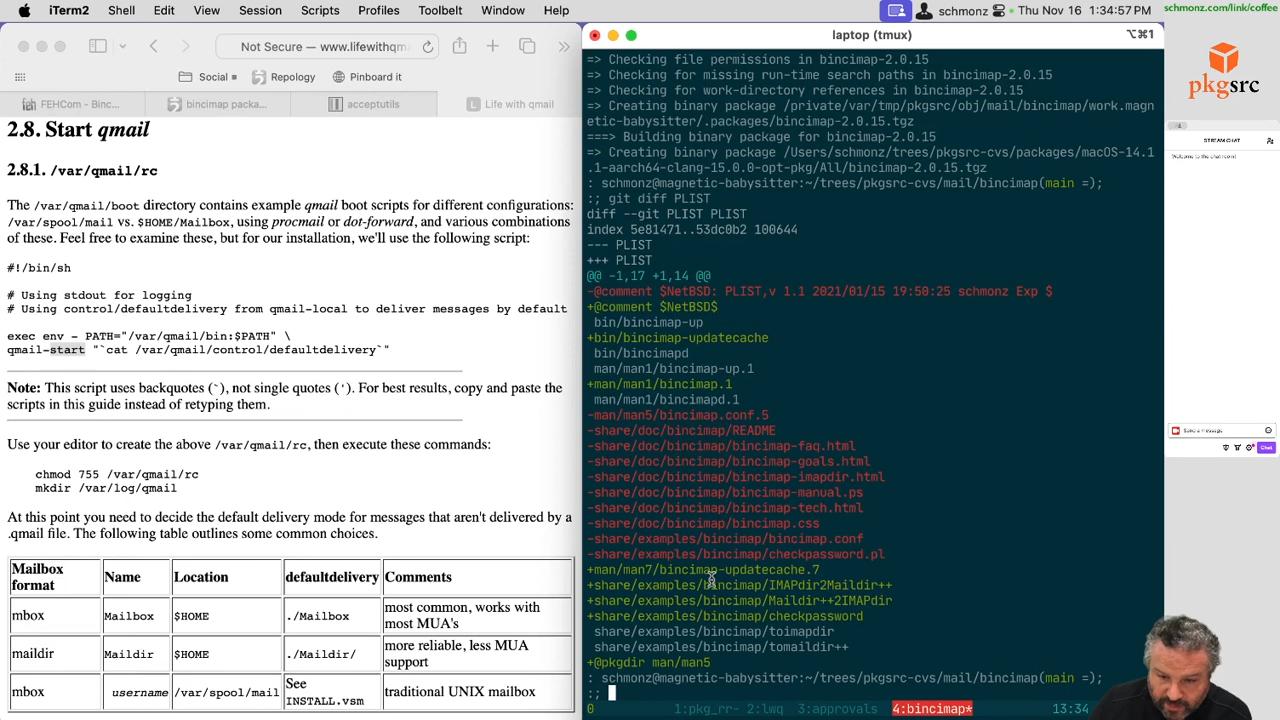 iTerm2 Shell Edit View Session Scripts Profiles Toolbelt Window Help
schmonz Thu Nov 16 1:34:57 PM
schmonz.com/link/coffee
Not Secure — www.lifewithq
Social Repology Pinboard it
FEHCom - Binc... bincimap packa... acceptutils Life with qmail
2.8. Start qmail
2.8.1. /var/qmail/rc
The /var/qmail/boot directory contains example qmail boot scripts for different configurations:
/var/spool/mail vs. $HOME/Mailbox, using procmail or dot-forward, and various combinations
of these. Feel free to examine these, but for our installation, we'll use the following script:
#!/bin/sh
# Using stdout for logging
# Using control/defaultdelivery from qmail-local to deliver messages by default
exec env - PATH="/var/qmail/bin:$PATH" \
qmail-start "`cat /var/qmail/control/defaultdelivery`"
Note: This script uses backquotes (`), not single quotes ('). For best results, copy and paste the
scripts in this guide instead of retyping them.
Use your editor to create the above /var/qmail/rc, then execute these commands:
chmod 755 /var/qmail/rc
mkdir /var/log/qmail
At this point you need to decide the default delivery mode for messages that aren't delivered by a
.qmail file. The following table outlines some common choices.
Mailbox format Name Location defaultdelivery Comments
mbox Mailbox $HOME ./Mailbox most common, works with most MUA's
maildir Maildir $HOME ./Maildir/ more reliable, less MUA support
mbox username /var/spool/mail See INSTALL.vsm traditional UNIX mailbox
laptop (tmux)
⌥⌘1
=> Checking file permissions in bincimap-2.0.15
=> Checking for missing run-time search paths in bincimap-2.0.15
=> Checking for work-directory references in bincimap-2.0.15
=> Creating binary package /private/var/tmp/pkgsrc/obj/mail/bincimap/work.magn
etic-babysitter/.packages/bincimap-2.0.15.tgz
===> Building binary package for bincimap-2.0.15
=> Creating binary package /Users/schmonz/trees/pkgsrc-cvs/packages/macOS-14.1
.1-aarch64-clang-15.0.0-opt-pkg/All/bincimap-2.0.15.tgz
: schmonz@magnetic-babysitter:~/trees/pkgsrc-cvs/mail/bincimap(main =);
:; git diff PLIST
diff --git PLIST PLIST
index 5e81471..53dc0b2 100644
--- PLIST
+++ PLIST
@@ -1,17 +1,14 @@
-@comment $NetBSD: PLIST,v 1.1 2021/01/15 19:50:25 schmonz Exp $
+@comment $NetBSD$
bin/bincimap-up
+bin/bincimap-updatecache
bin/bincimapd
man/man1/bincimap-up.1
+man/man1/bincimap.1
man/man1/bincimapd.1
-man/man5/bincimap.conf.5
-share/doc/bincimap/README
-share/doc/bincimap/bincimap-faq.html
-share/doc/bincimap/bincimap-goals.html
-share/doc/bincimap/bincimap-imapdir.html
-share/doc/bincimap/bincimap-manual.ps
-share/doc/bincimap/bincimap-tech.html
-share/doc/bincimap/bincimap.css
-share/examples/bincimap/bincimap.conf
-share/examples/bincimap/checkpassword.pl
+man/man7/bincimap-updatecache.7
+share/examples/bincimap/IMAPdir2Maildir++
+share/examples/bincimap/Maildir++2IMAPdir
+share/examples/bincimap/checkpassword
share/examples/bincimap/toimapdir
share/examples/bincimap/tomaildir++
+@pkgdir man/man5
: schmonz@magnetic-babysitter:~/trees/pkgsrc-cvs/mail/bincimap(main =);
:;
0 1:pkg_rr- 2:lwq 3:approvals 4:bincimap* 13:34
pkgsrc
STREAM CHAT
Welcome to the chat room!
Send a message
Chat